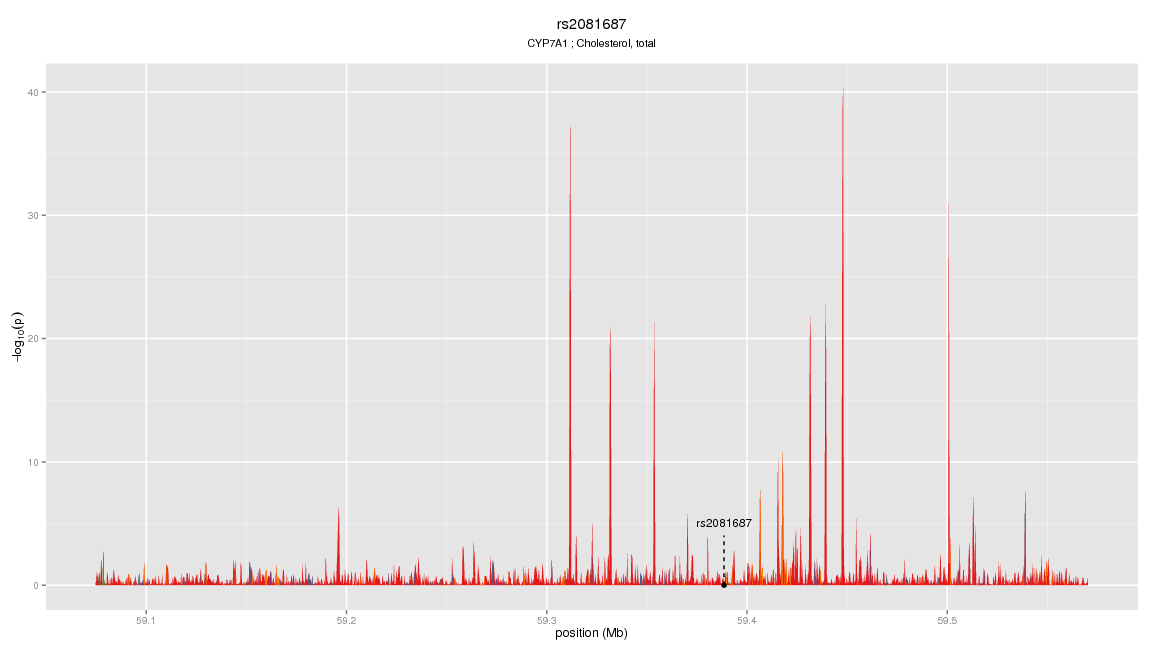 rs2081687
CYP7A1 ; Cholesterol, total
40
30
20
10
0
−log10(p)
rs2081687
59.1 59.2 59.3 59.4 59.5
position (Mb)